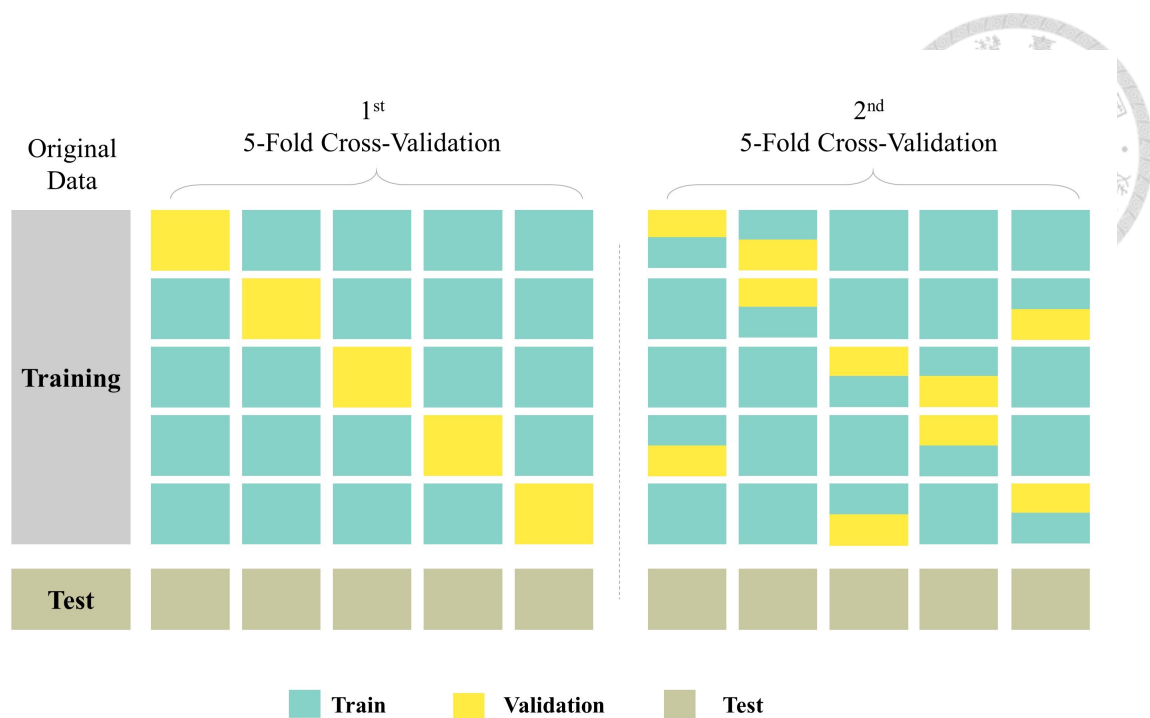 1st
5-Fold Cross-Validation
2nd
5-Fold Cross-Validation
Original
Data
Training
Test
Train
Validation
Test